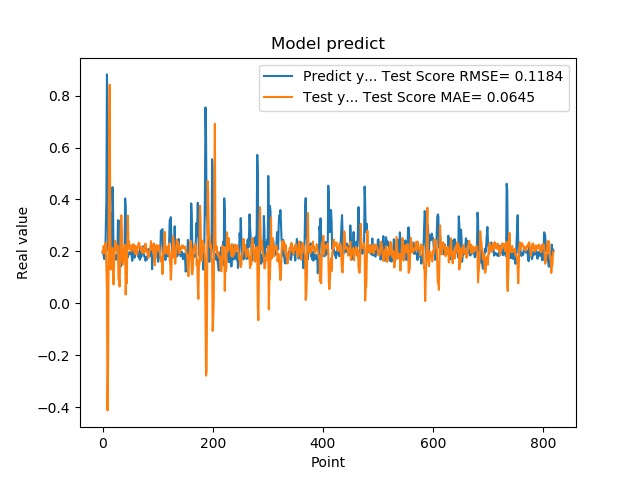 Model predict
Predict y... Test Score RMSE= 0.1184
Test y... Test Score MAE= 0.0645
Real value
0.8
0.6
0.4
0.2
0.0
−0.2
−0.4
0
200
400
600
800
Point